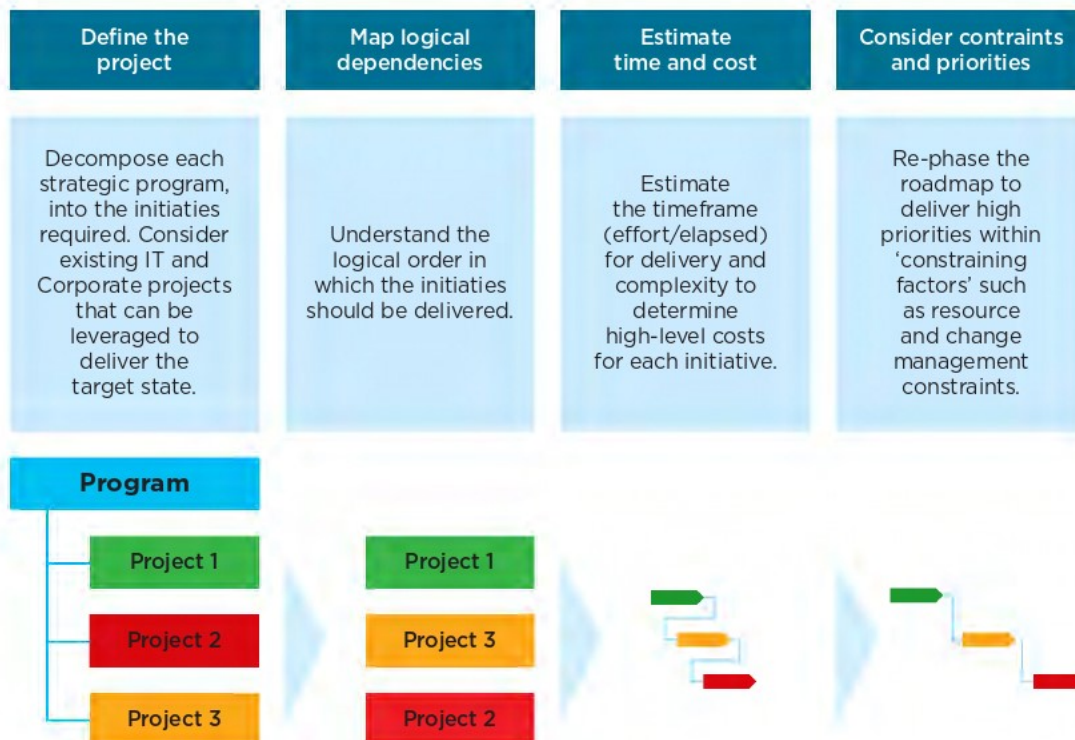 Define the
project
Map logical
dependencies
Estimate
time and cost
Consider contraints
and priorities
Decompose each
strategic program,
into the initiaties
required. Consider
existing IT and
Corporate projects
that can be
leveraged to
deliver the
target state.
Understand the
logical order in
which the initiaties
should be delivered.
Estimate
the timeframe
(effort/elapsed)
for delivery and
complexity to
determine
high-level costs
for each initiative.
Re-phase the
roadmap to
deliver high
priorities within
‘constraining
factors’ such
as resource
and change
management
constraints.
Program
Project 1
Project 2
Project 3
Project 1
Project 3
Project 2